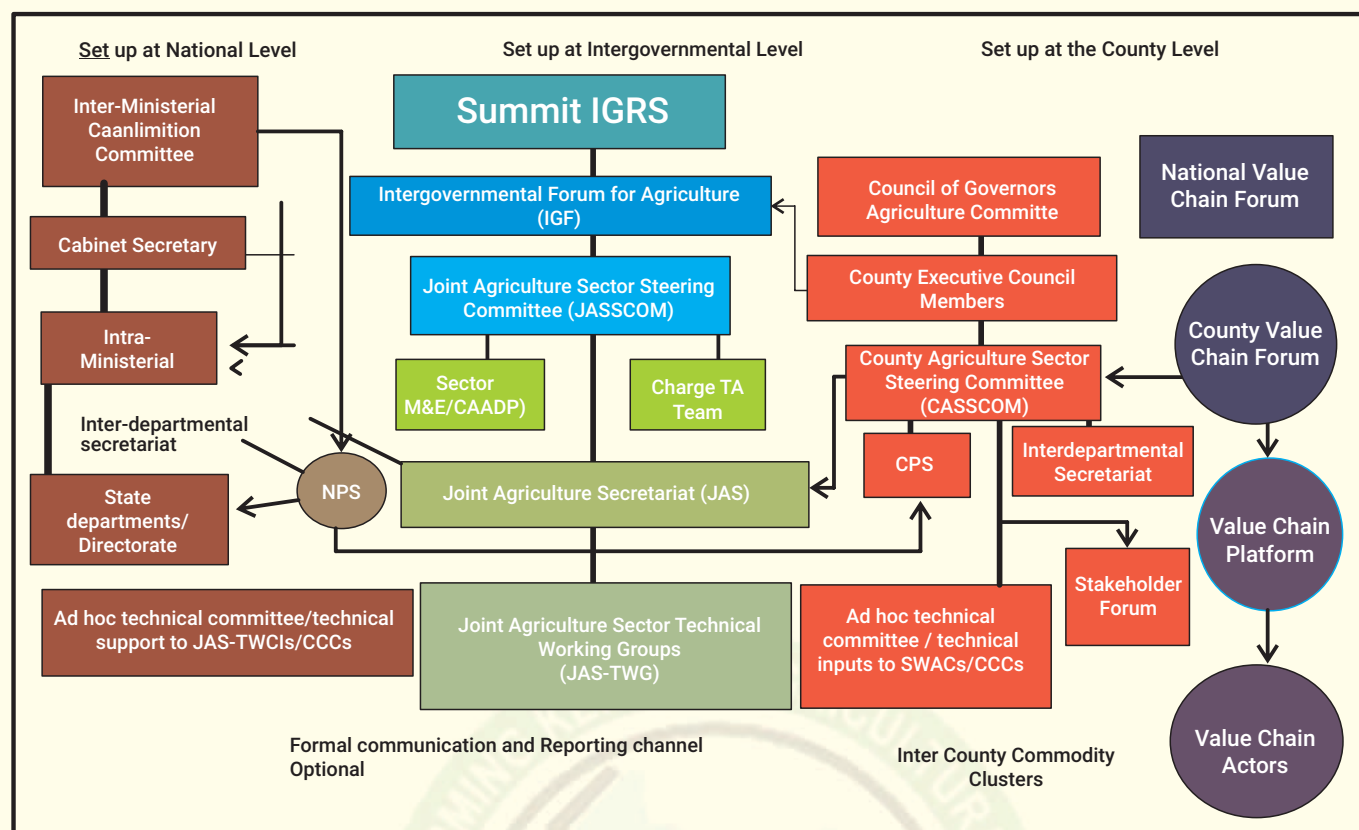 Set up at National Level
Set up at Intergovernmental Level
Set up at the County Level
Inter-Ministerial
Caanlimition
Committee
Cabinet Secretary
Intra-
Ministerial
Inter-departmental
secretariat
NPS
State
departments/
Directorate
Ad hoc technical committee/technical
support to JAS-TWCIs/CCCs
Summit IGRS
Intergovernmental Forum for Agriculture
(IGF)
Joint Agriculture Sector Steering
Committee (JASSCOM)
Sector
M&E/CAADP)
Charge TA
Team
Joint Agriculture Secretariat (JAS)
Joint Agriculture Sector Technical
Working Groups
(JAS-TWG)
Council of Governors
Agriculture Committe
County Executive Council
Members
County Agriculture Sector
Steering Committee
(CASSCOM)
CPS
Interdepartmental
Secretariat
Stakeholder
Forum
Ad hoc technical
committee / technical
inputs to SWACs/CCCs
National Value
Chain Forum
County Value
Chain Forum
Value Chain
Platform
Value Chain
Actors
Formal communication and Reporting channel
Optional
Inter County Commodity
Clusters